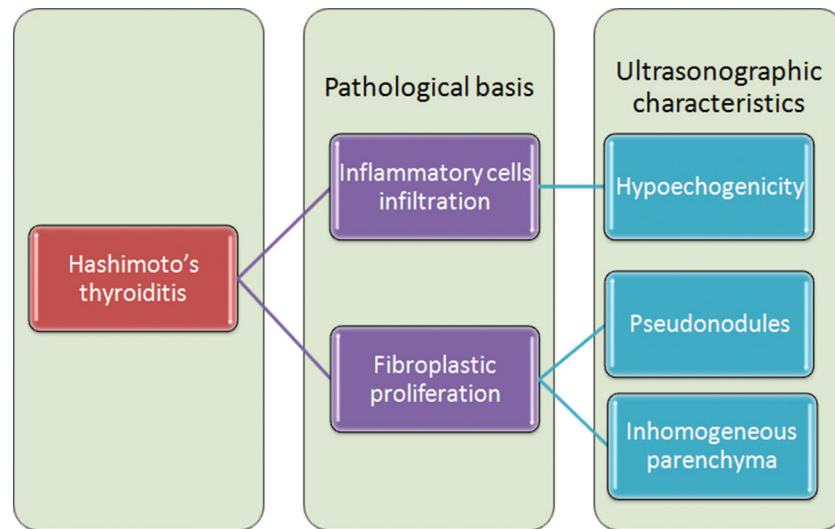 Hashimoto's
thyroiditis
Pathological basis
Inflammatory cells
infiltration
Fibroplastic
proliferation
Ultrasonographic
characteristics
Hypoechogenicity
Pseudonodules
Inhomogeneous
parenchyma